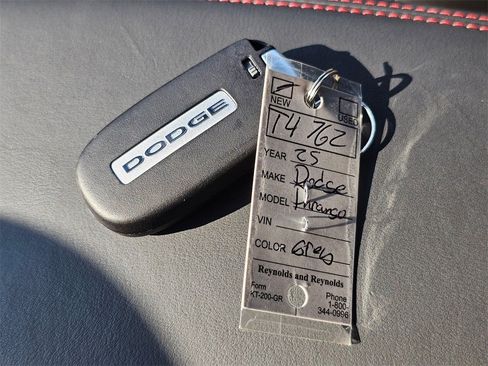 DODGE
NEW USED
T4 762
YEAR 25
MAKE Dodge
MODEL Durango
VIN
COLOR Gray
Reynolds and Reynolds
Form Phone
KT-200-GR 1-800-
344-0996